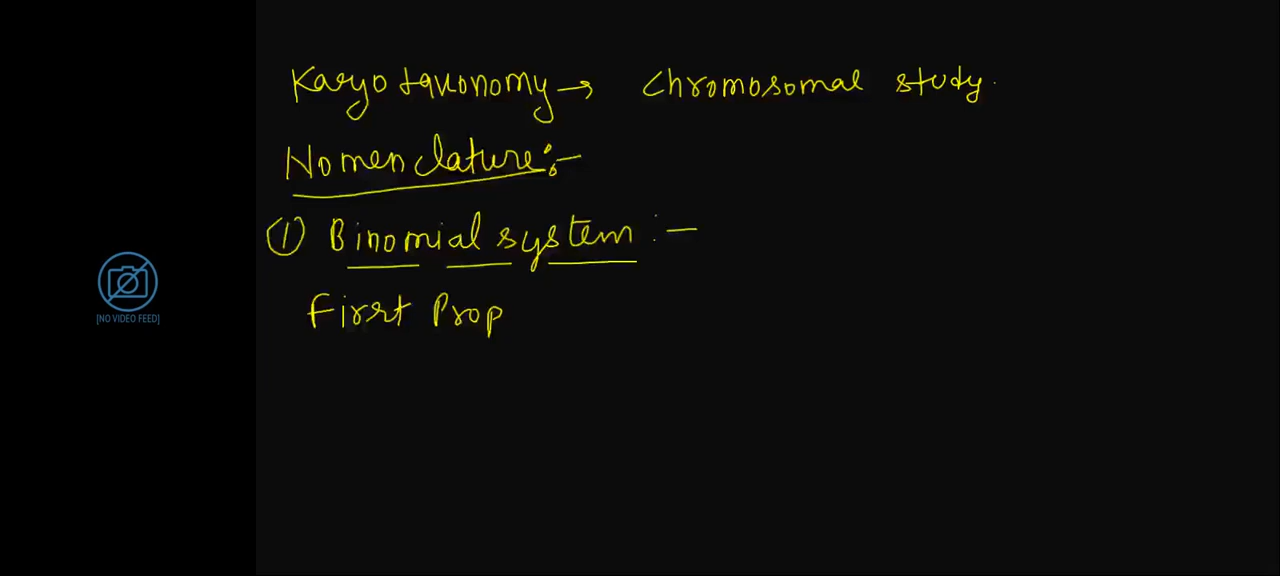 Karyotaxonomy → Chromosomal study.
Nomenclature:-
① Binomial system :-
First Prop
[NO VIDEO FEED]